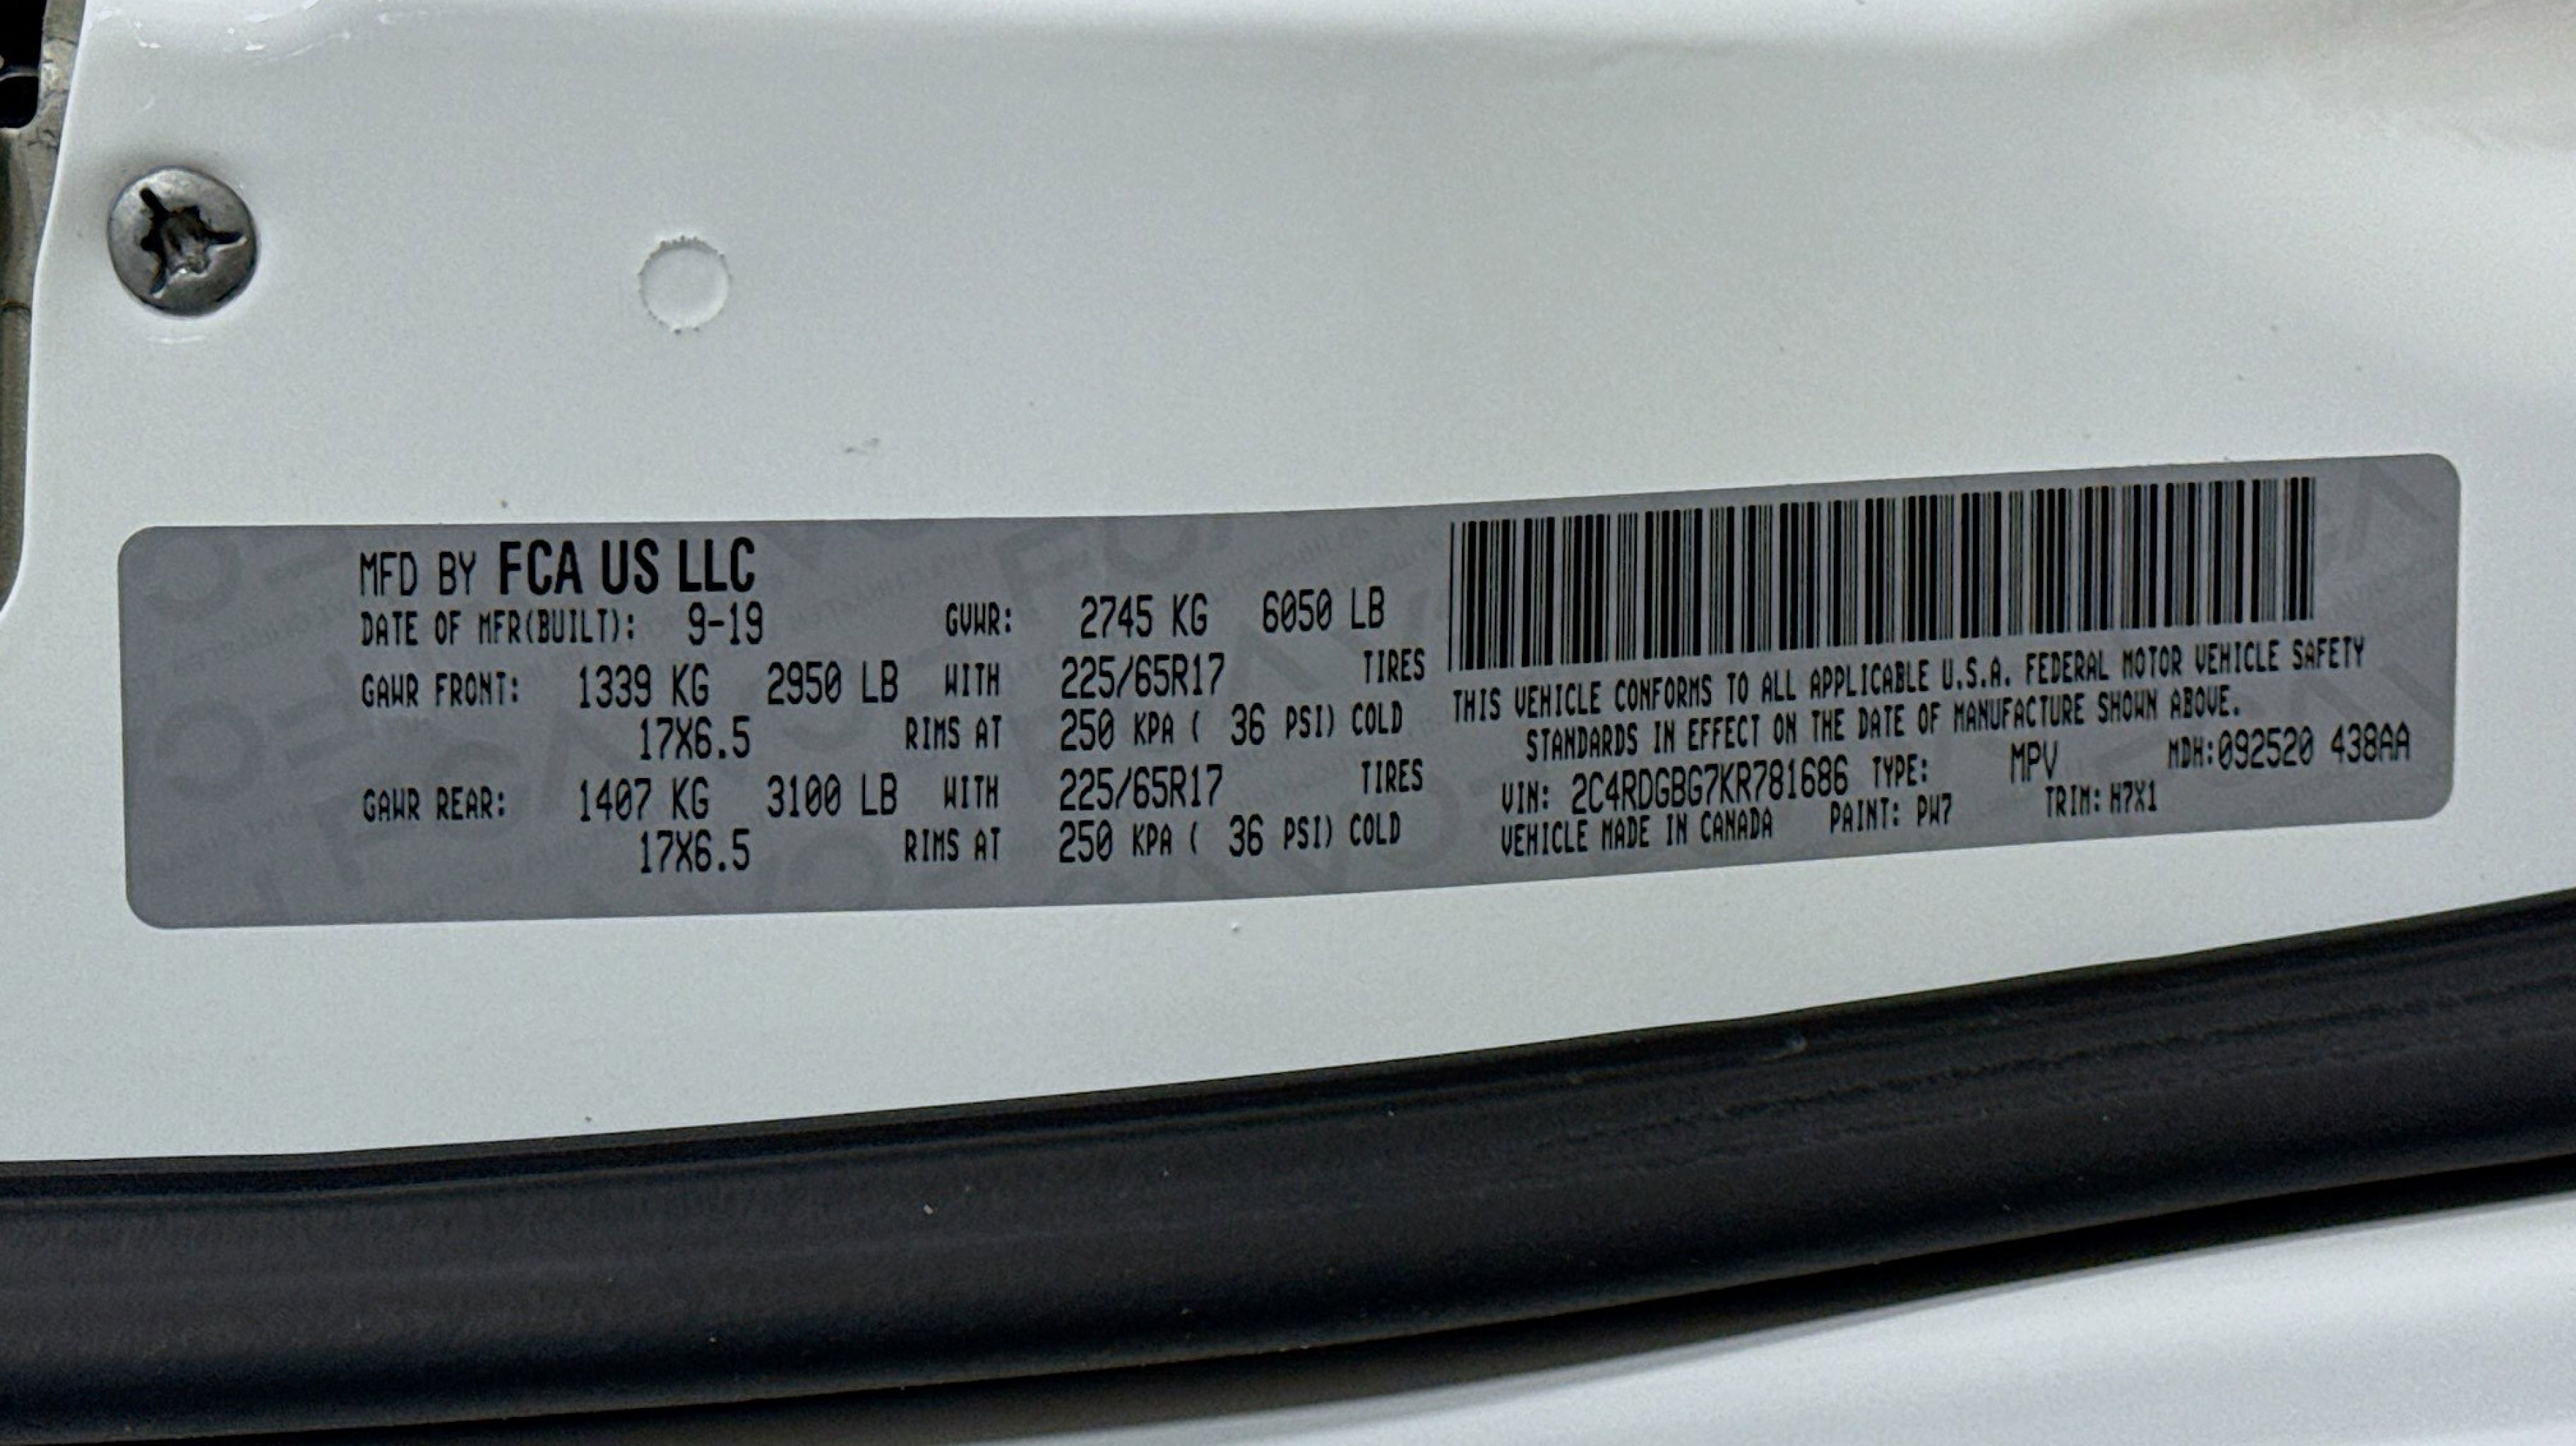 MFD BY FCA US LLC
DATE OF MFR(BUILT): 9-19 GVWR: 2745 KG 6050 LB
GAWR FRONT: 1339 KG 2950 LB WITH 225/65R17 TIRES
17X6.5 RIMS AT 250 KPA ( 36 PSI) COLD
GAWR REAR: 1407 KG 3100 LB WITH 225/65R17 TIRES
17X6.5 RIMS AT 250 KPA ( 36 PSI) COLD
THIS VEHICLE CONFORMS TO ALL APPLICABLE U.S.A. FEDERAL MOTOR VEHICLE SAFETY
STANDARDS IN EFFECT ON THE DATE OF MANUFACTURE SHOWN ABOVE.
VIN: 2C4RDGBG7KR781686 TYPE: MPV MDH:092520 438AA
VEHICLE MADE IN CANADA PAINT: PW7 TRIM: H7X1